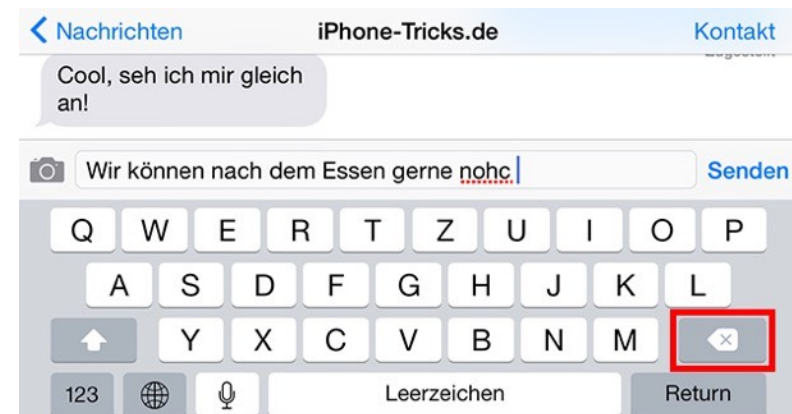 Nachrichten iPhone-Tricks.de Kontakt
Cool, seh ich mir gleich
an!
Wir können nach dem Essen gerne nohc Senden
Q W E R T Z U I O P
A S D F G H J K L
Y X C V B N M
123 Leerzeichen Return